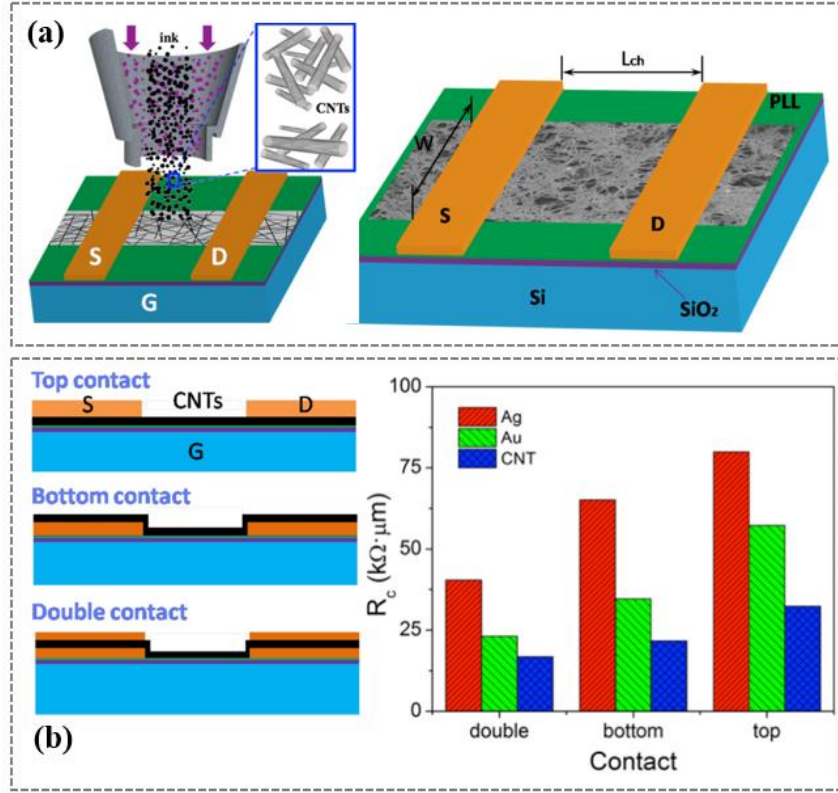 (a)
ink
CNTs
S
D
G
Lch
PLL
W
S
D
Si
SiO₂
Top contact
S CNTs D
G
Bottom contact
Double contact
(b)
100
75
50
25
0
Rc (kΩ·μm)
Ag
Au
CNT
double bottom top
Contact